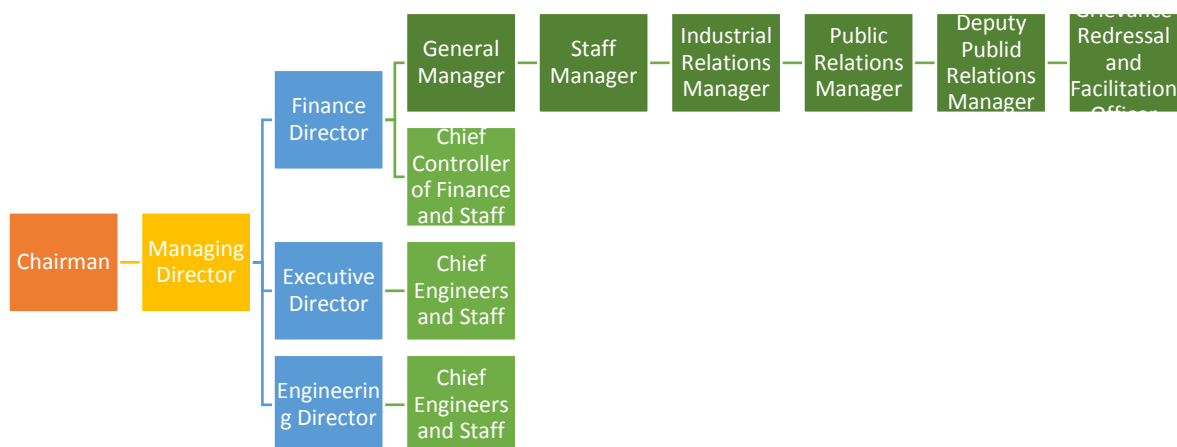 Chairman
Managing
Director
Finance
Director
General
Manager
Staff
Manager
Industrial
Relations
Manager
Public
Relations
Manager
Deputy
Publid
Relations
Manager
Grievance
Redressal
and
Facilitation
Officer
Chief
Controller
of Finance
and Staff
Executive
Director
Chief
Engineers
and Staff
Engineerin
g Director
Chief
Engineers
and Staff